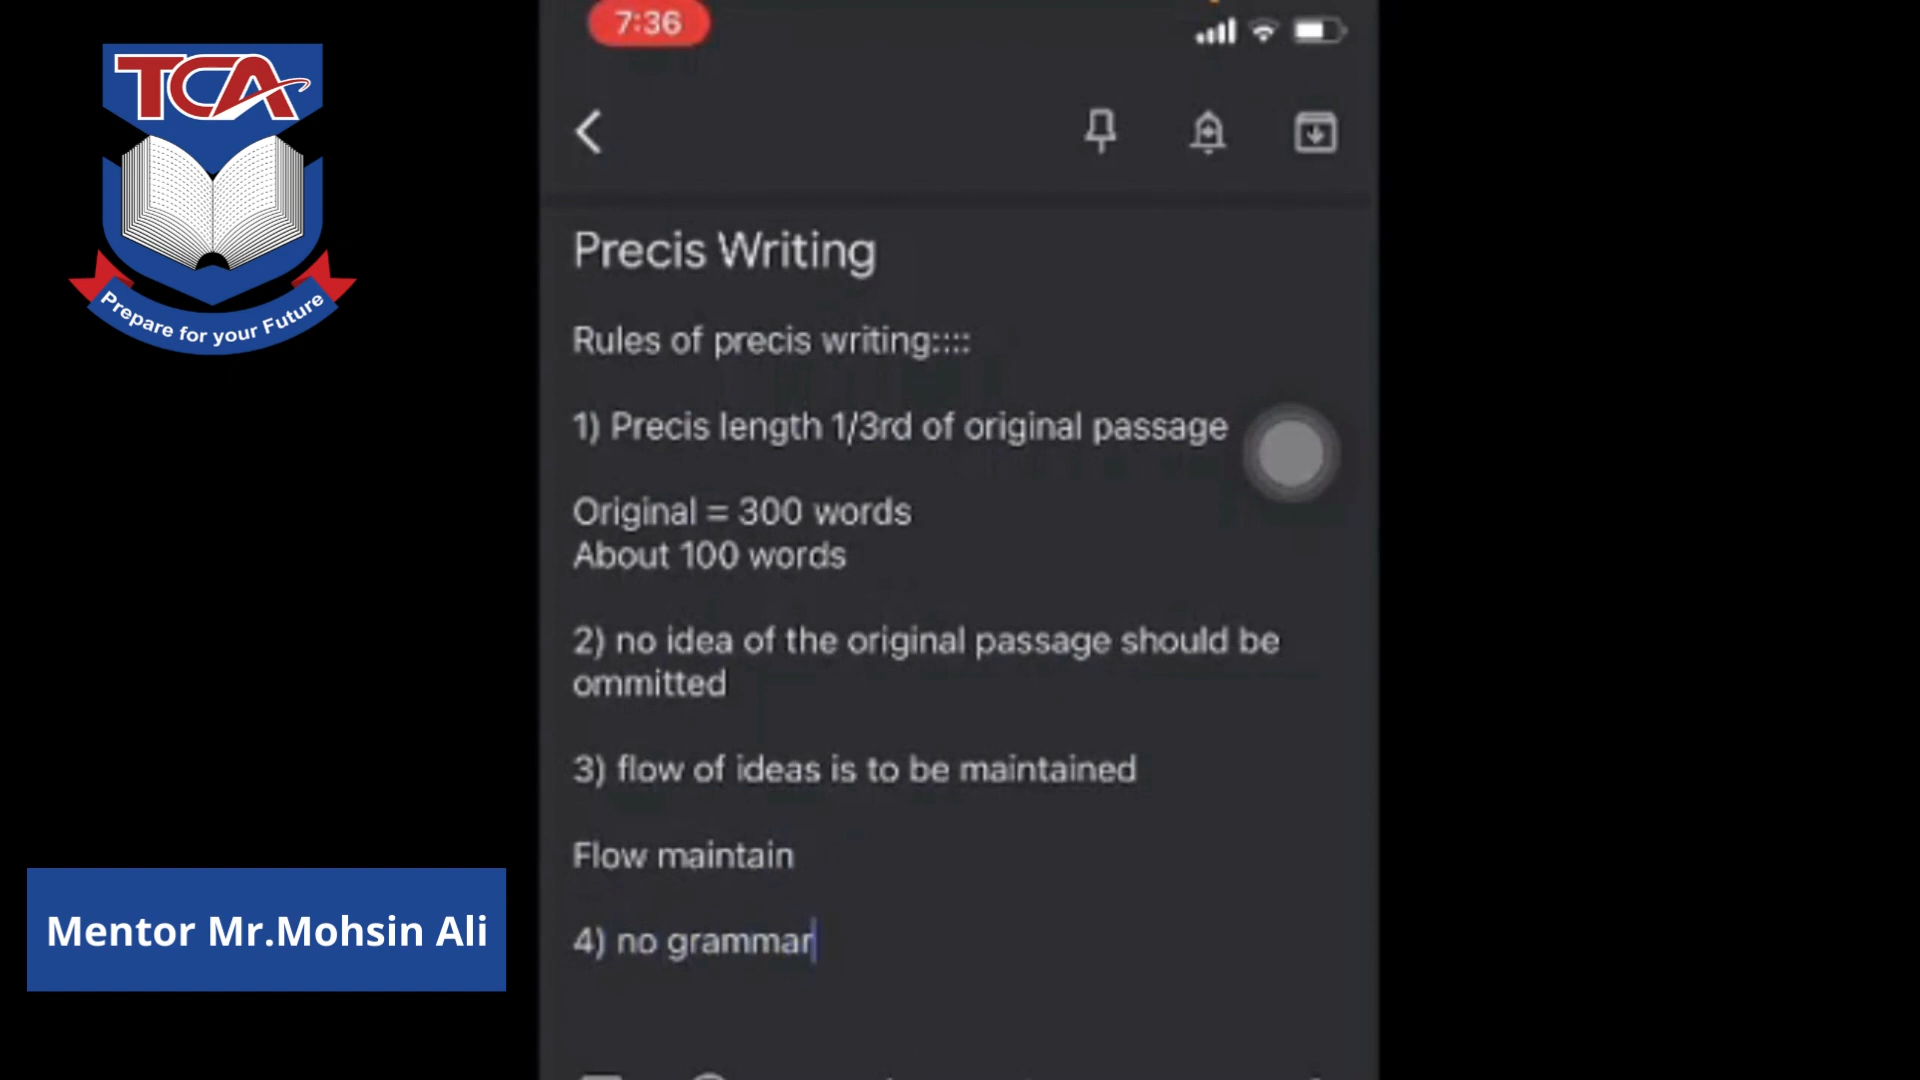 TCA
Prepare for your Future
7:36
Precis Writing
Rules of precis writing::::
1) Precis length 1/3rd of original passage
Original = 300 words
About 100 words
2) no idea of the original passage should be
ommitted
3) flow of ideas is to be maintained
Flow maintain
4) no grammar
Mentor Mr.Mohsin Ali